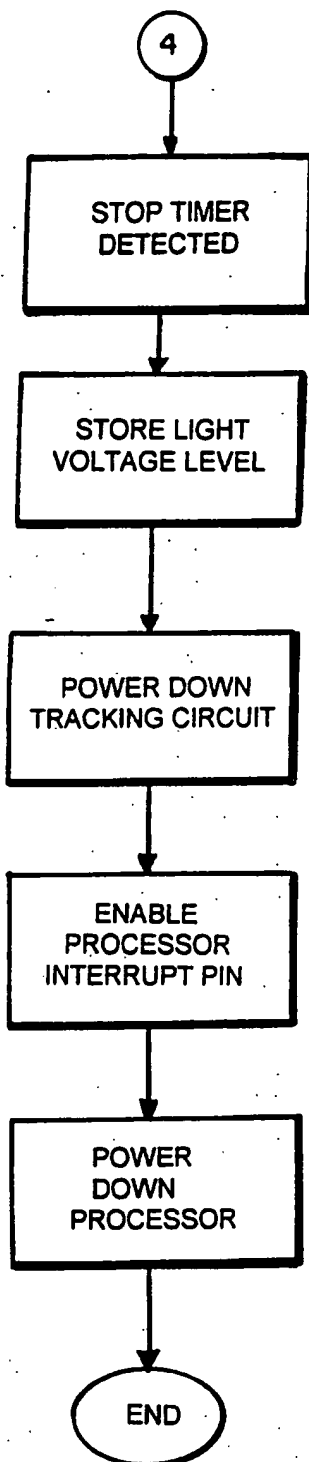 4
STOP TIMER
DETECTED
STORE LIGHT
VOLTAGE LEVEL
POWER DOWN
TRACKING CIRCUIT
ENABLE
PROCESSOR
INTERRUPT PIN
POWER
DOWN
PROCESSOR
END